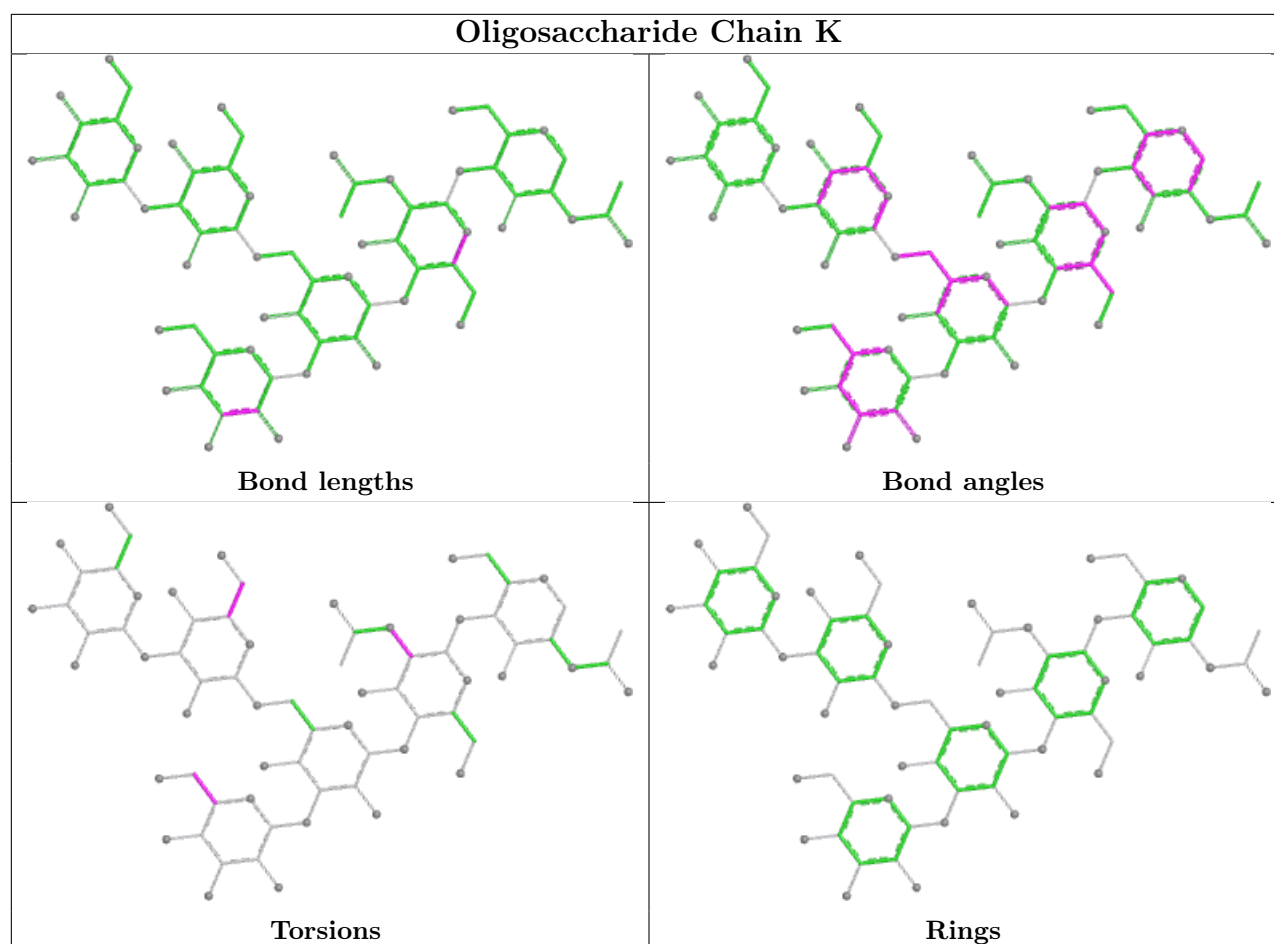 Oligosaccharide Chain K
Bond lengths
Bond angles
Torsions
Rings